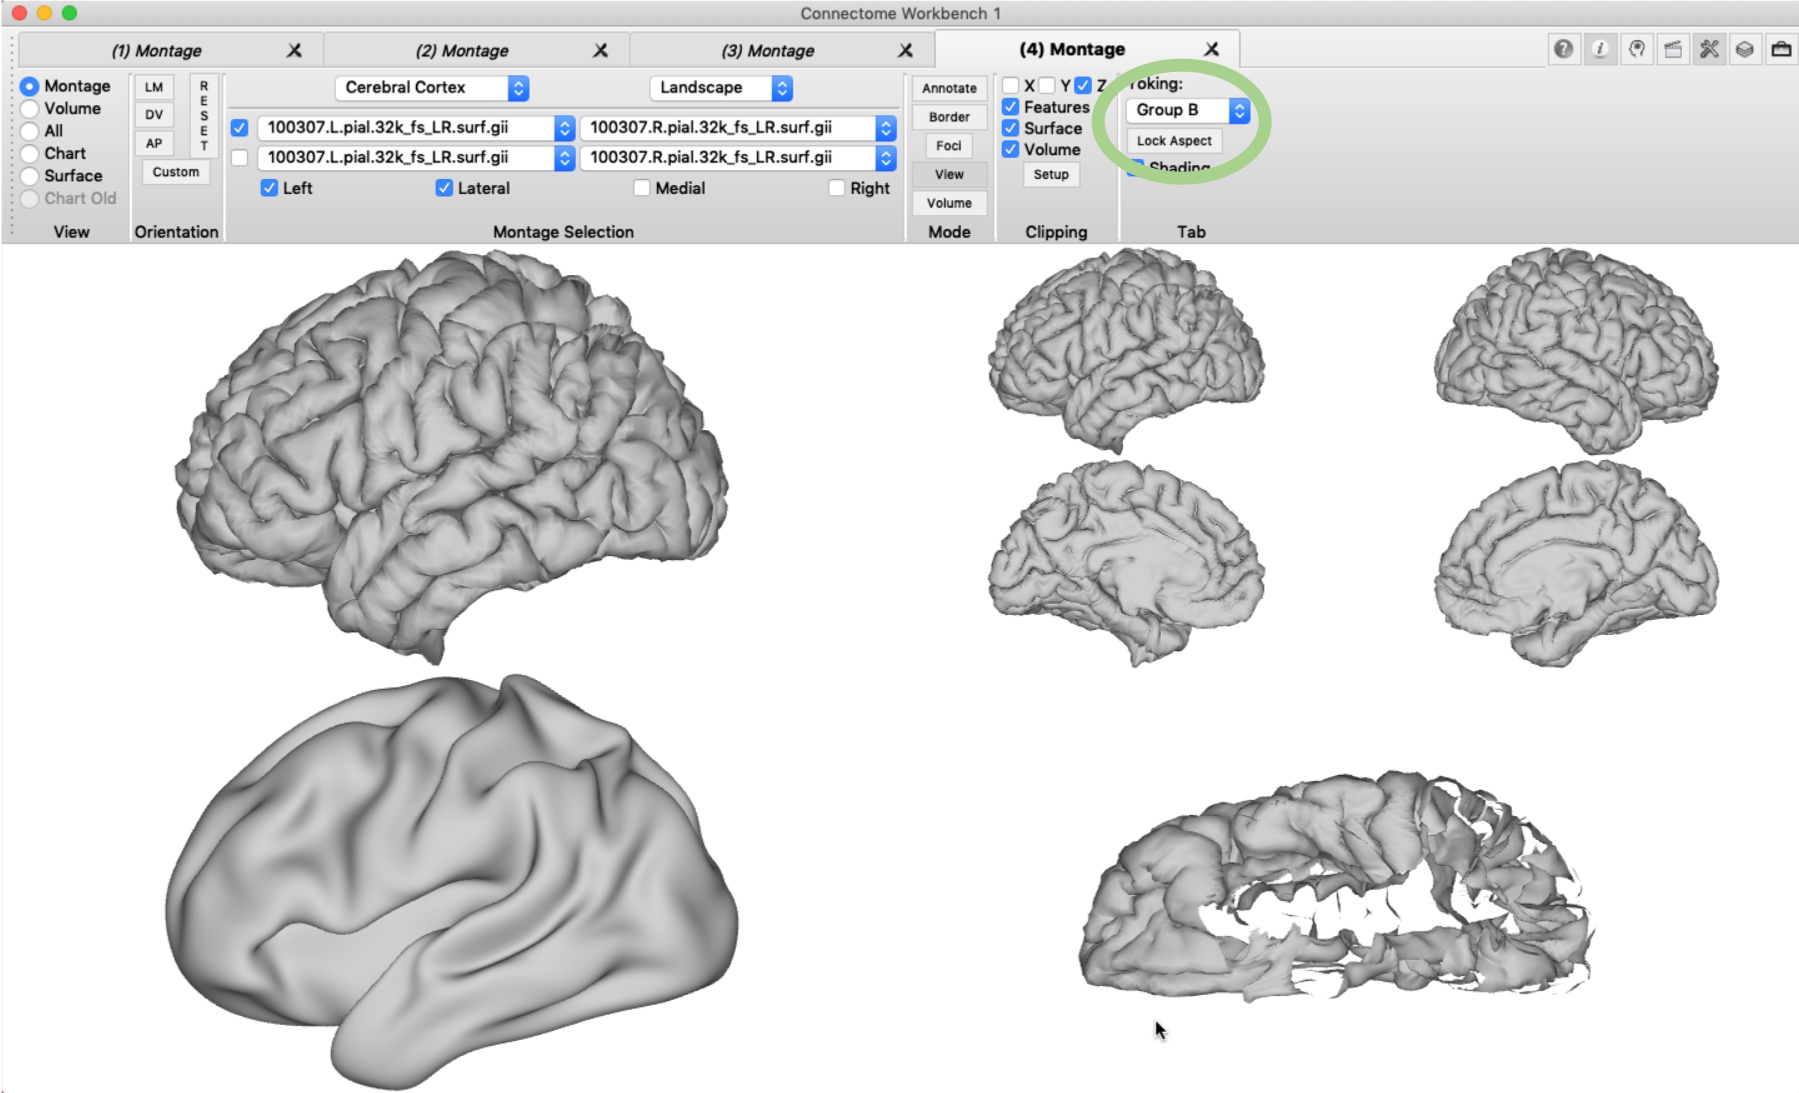 Connectome Workbench 1
(1) Montage
(2) Montage
(3) Montage
(4) Montage
Montage
Volume
All
Chart
Surface
Chart Old
View
LM
DV
AP
RESET
Custom
Orientation
Cerebral Cortex
Landscape
100307.L.pial.32k_fs_LR.surf.gii
100307.R.pial.32k_fs_LR.surf.gii
100307.L.pial.32k_fs_LR.surf.gii
100307.R.pial.32k_fs_LR.surf.gii
Left
Lateral
Medial
Right
Montage Selection
Annotate
Border
Foci
View
Volume
Mode
X
Y
Z
Features
Surface
Volume
Setup
Clipping
Yoking:
Group B
Lock Aspect
Shading
Tab